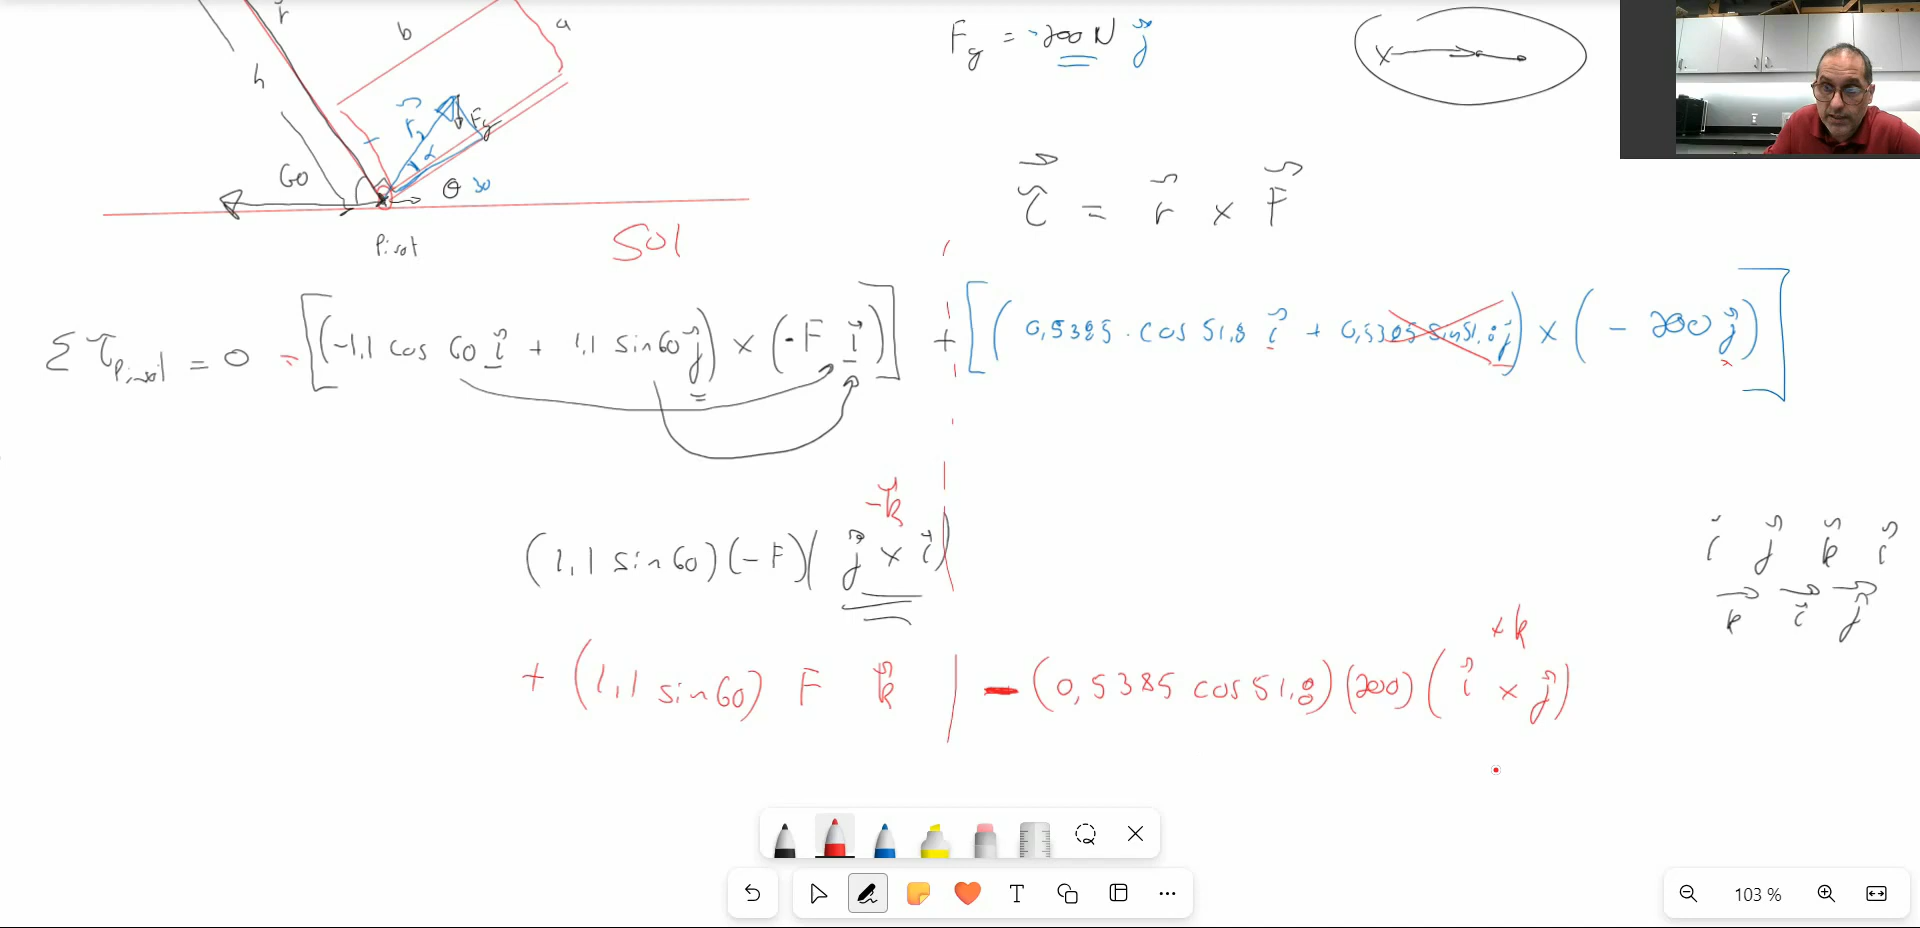 r
b
a
h
r₂
Fg
α
60
θ 30
Pivot
Sol
Fg = -200 N j
x
τ = r × F
Σ τPivot = 0 = [(-1,1 cos 60 i + 1,1 sin 60 j) × (-F i)] + [(0,5385 · cos 51,8 i + 0,5385 sin 51,8 j) × (- 200 j)]
-k
(1,1 sin 60)(-F)(j × i)
i j k i
k i j
+k
+ (1,1 sin 60) F k | - (0,5385 cos 51,8)(200)(i × j)
T
103 %